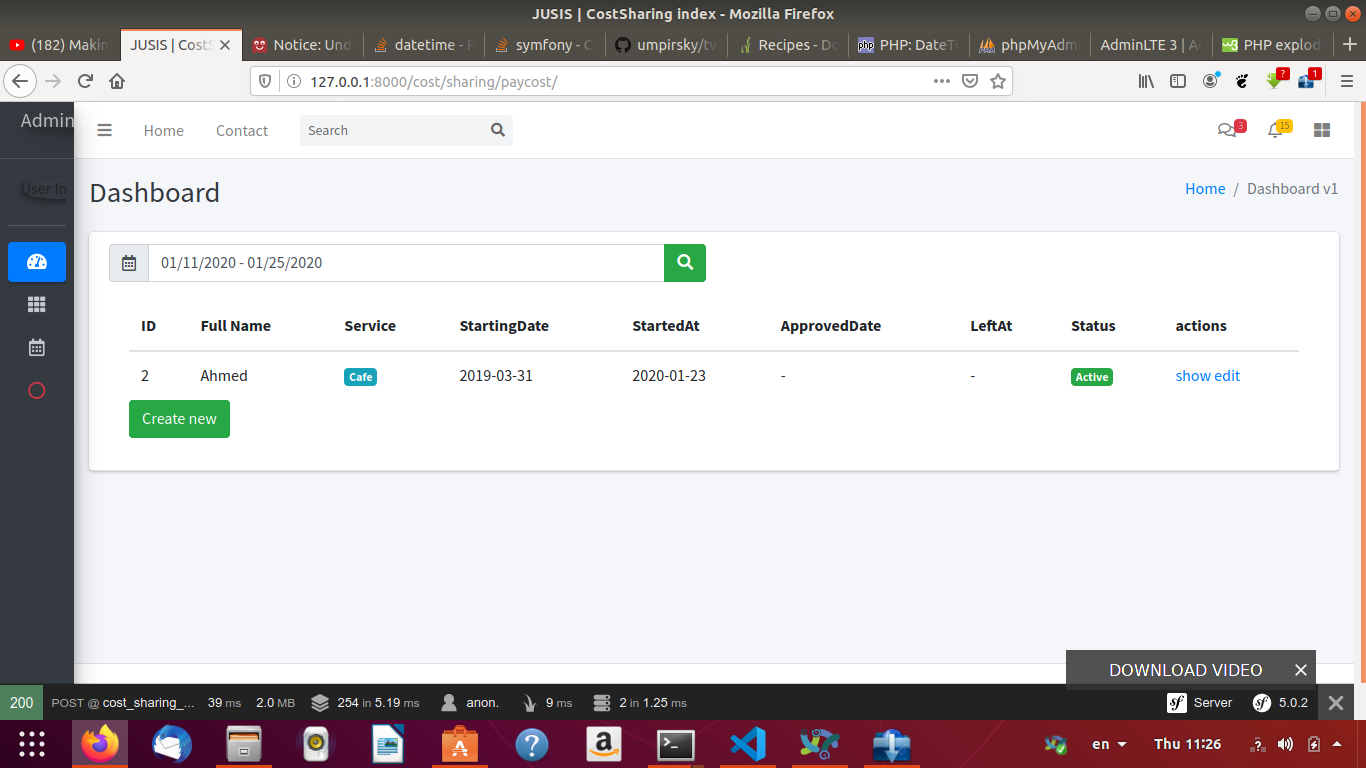 JUSIS | CostSharing index - Mozilla Firefox
(182) Makin
JUSIS | CostS
Notice: Und
datetime - P
symfony - C
umpirsky/tw
Recipes - Do
PHP: DateTi
phpMyAdm
AdminLTE 3 | Ad
PHP explod
127.0.0.1:8000/cost/sharing/paycost/
? 1
Admin
Home Contact Search 3 15
User In
Dashboard
Home / Dashboard v1
01/11/2020 - 01/25/2020
ID Full Name Service StartingDate StartedAt ApprovedDate LeftAt Status actions
2 Ahmed Cafe 2019-03-31 2020-01-23 - - Active show edit
Create new
DOWNLOAD VIDEO
200 POST @ cost_sharing_... 39 ms 2.0 MB 254 in 5.19 ms anon. 9 ms 2 in 1.25 ms Server 5.0.2
en Thu 11:26